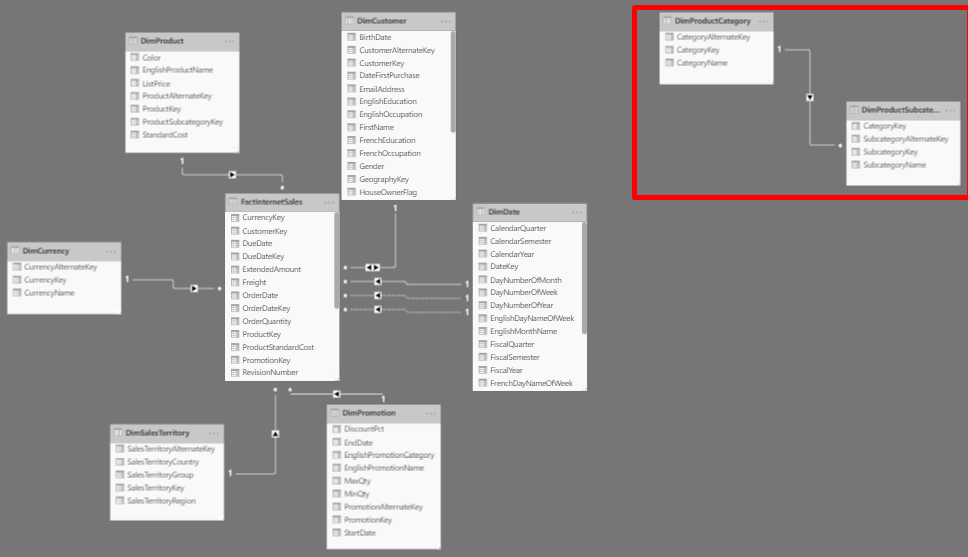 DimProduct
Color
EnglishProductName
ListPrice
ProductAlternateKey
ProductKey
ProductSubcategoryKey
StandardCost
DimCustomer
BirthDate
CustomerAlternateKey
CustomerKey
DateFirstPurchase
EmailAddress
EnglishEducation
EnglishOccupation
FirstName
FrenchEducation
FrenchOccupation
Gender
GeographyKey
HouseOwnerFlag
DimProductCategory
CategoryAlternateKey
CategoryKey
CategoryName
1
DimProductSubcate...
CategoryKey
SubcategoryAlternateKey
SubcategoryKey
SubcategoryName
*
1
*
FactInternetSales
CurrencyKey
CustomerKey
DueDate
DueDateKey
ExtendedAmount
Freight
OrderDate
OrderDateKey
OrderQuantity
ProductKey
ProductStandardCost
PromotionKey
RevisionNumber
1
*
*
*
*
1
1
1
DimDate
CalendarQuarter
CalendarSemester
CalendarYear
DateKey
DayNumberOfMonth
DayNumberOfWeek
DayNumberOfYear
EnglishDayNameOfWeek
EnglishMonthName
FiscalQuarter
FiscalSemester
FiscalYear
FrenchDayNameOfWeek
DimCurrency
CurrencyAlternateKey
CurrencyKey
CurrencyName
1
*
*
*
1
1
DimSalesTerritory
SalesTerritoryAlternateKey
SalesTerritoryCountry
SalesTerritoryGroup
SalesTerritoryKey
SalesTerritoryRegion
DimPromotion
DiscountPct
EndDate
EnglishPromotionCategory
EnglishPromotionName
MaxQty
MinQty
PromotionAlternateKey
PromotionKey
StartDate